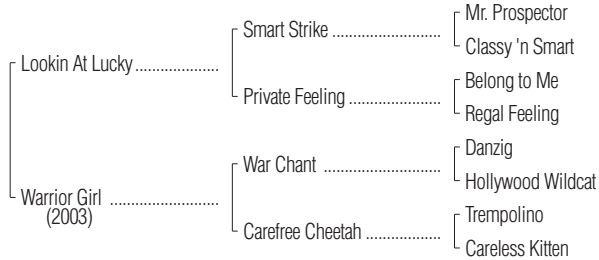 Mr. Prospector
Smart Strike ........................
Classy 'n Smart
Lookin At Lucky ...................
Belong to Me
Private Feeling ....................
Regal Feeling
Danzig
War Chant ..........................
Hollywood Wildcat
Warrior Girl ........................
(2003)
Trempolino
Carefree Cheetah .................
Careless Kitten